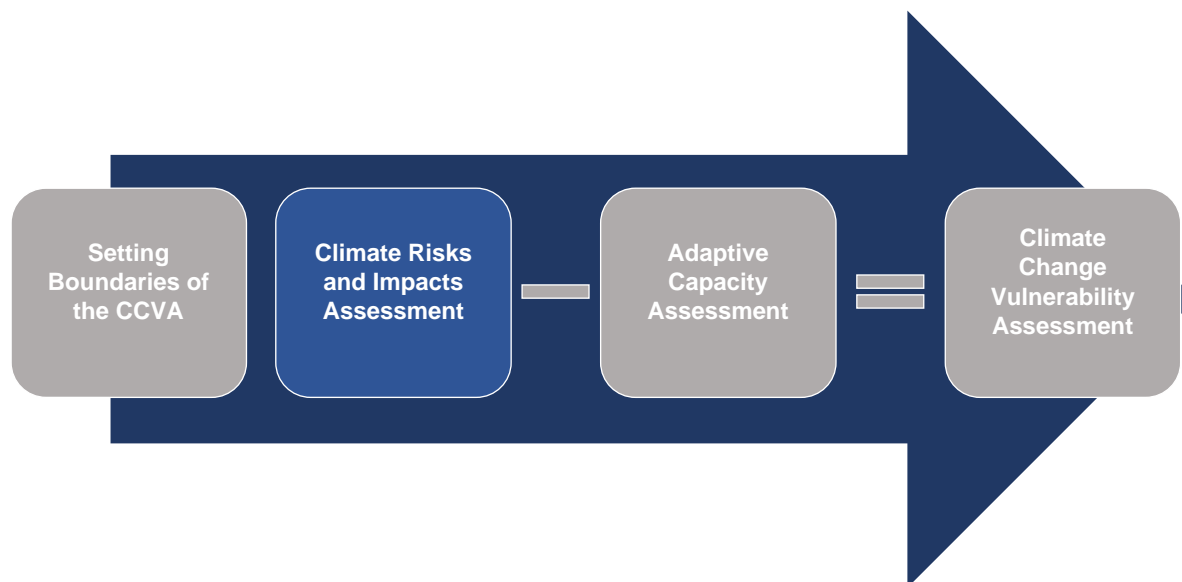 Setting
Boundaries of
the CCVA
Climate Risks
and Impacts
Assessment
Adaptive
Capacity
Assessment
Climate
Change
Vulnerability
Assessment